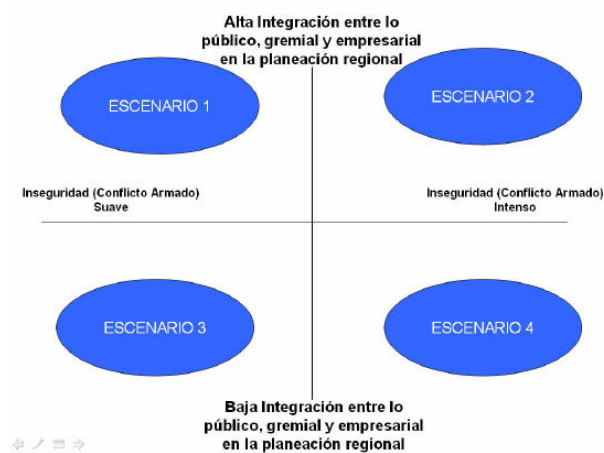 Alta Integración entre lo
público, gremial y empresarial
en la planeación regional
ESCENARIO 1
ESCENARIO 2
Inseguridad (Conflicto Armado)
Suave
Inseguridad (Conflicto Armado)
Intenso
ESCENARIO 3
ESCENARIO 4
Baja Integración entre lo
público, gremial y empresarial
en la planeación regional